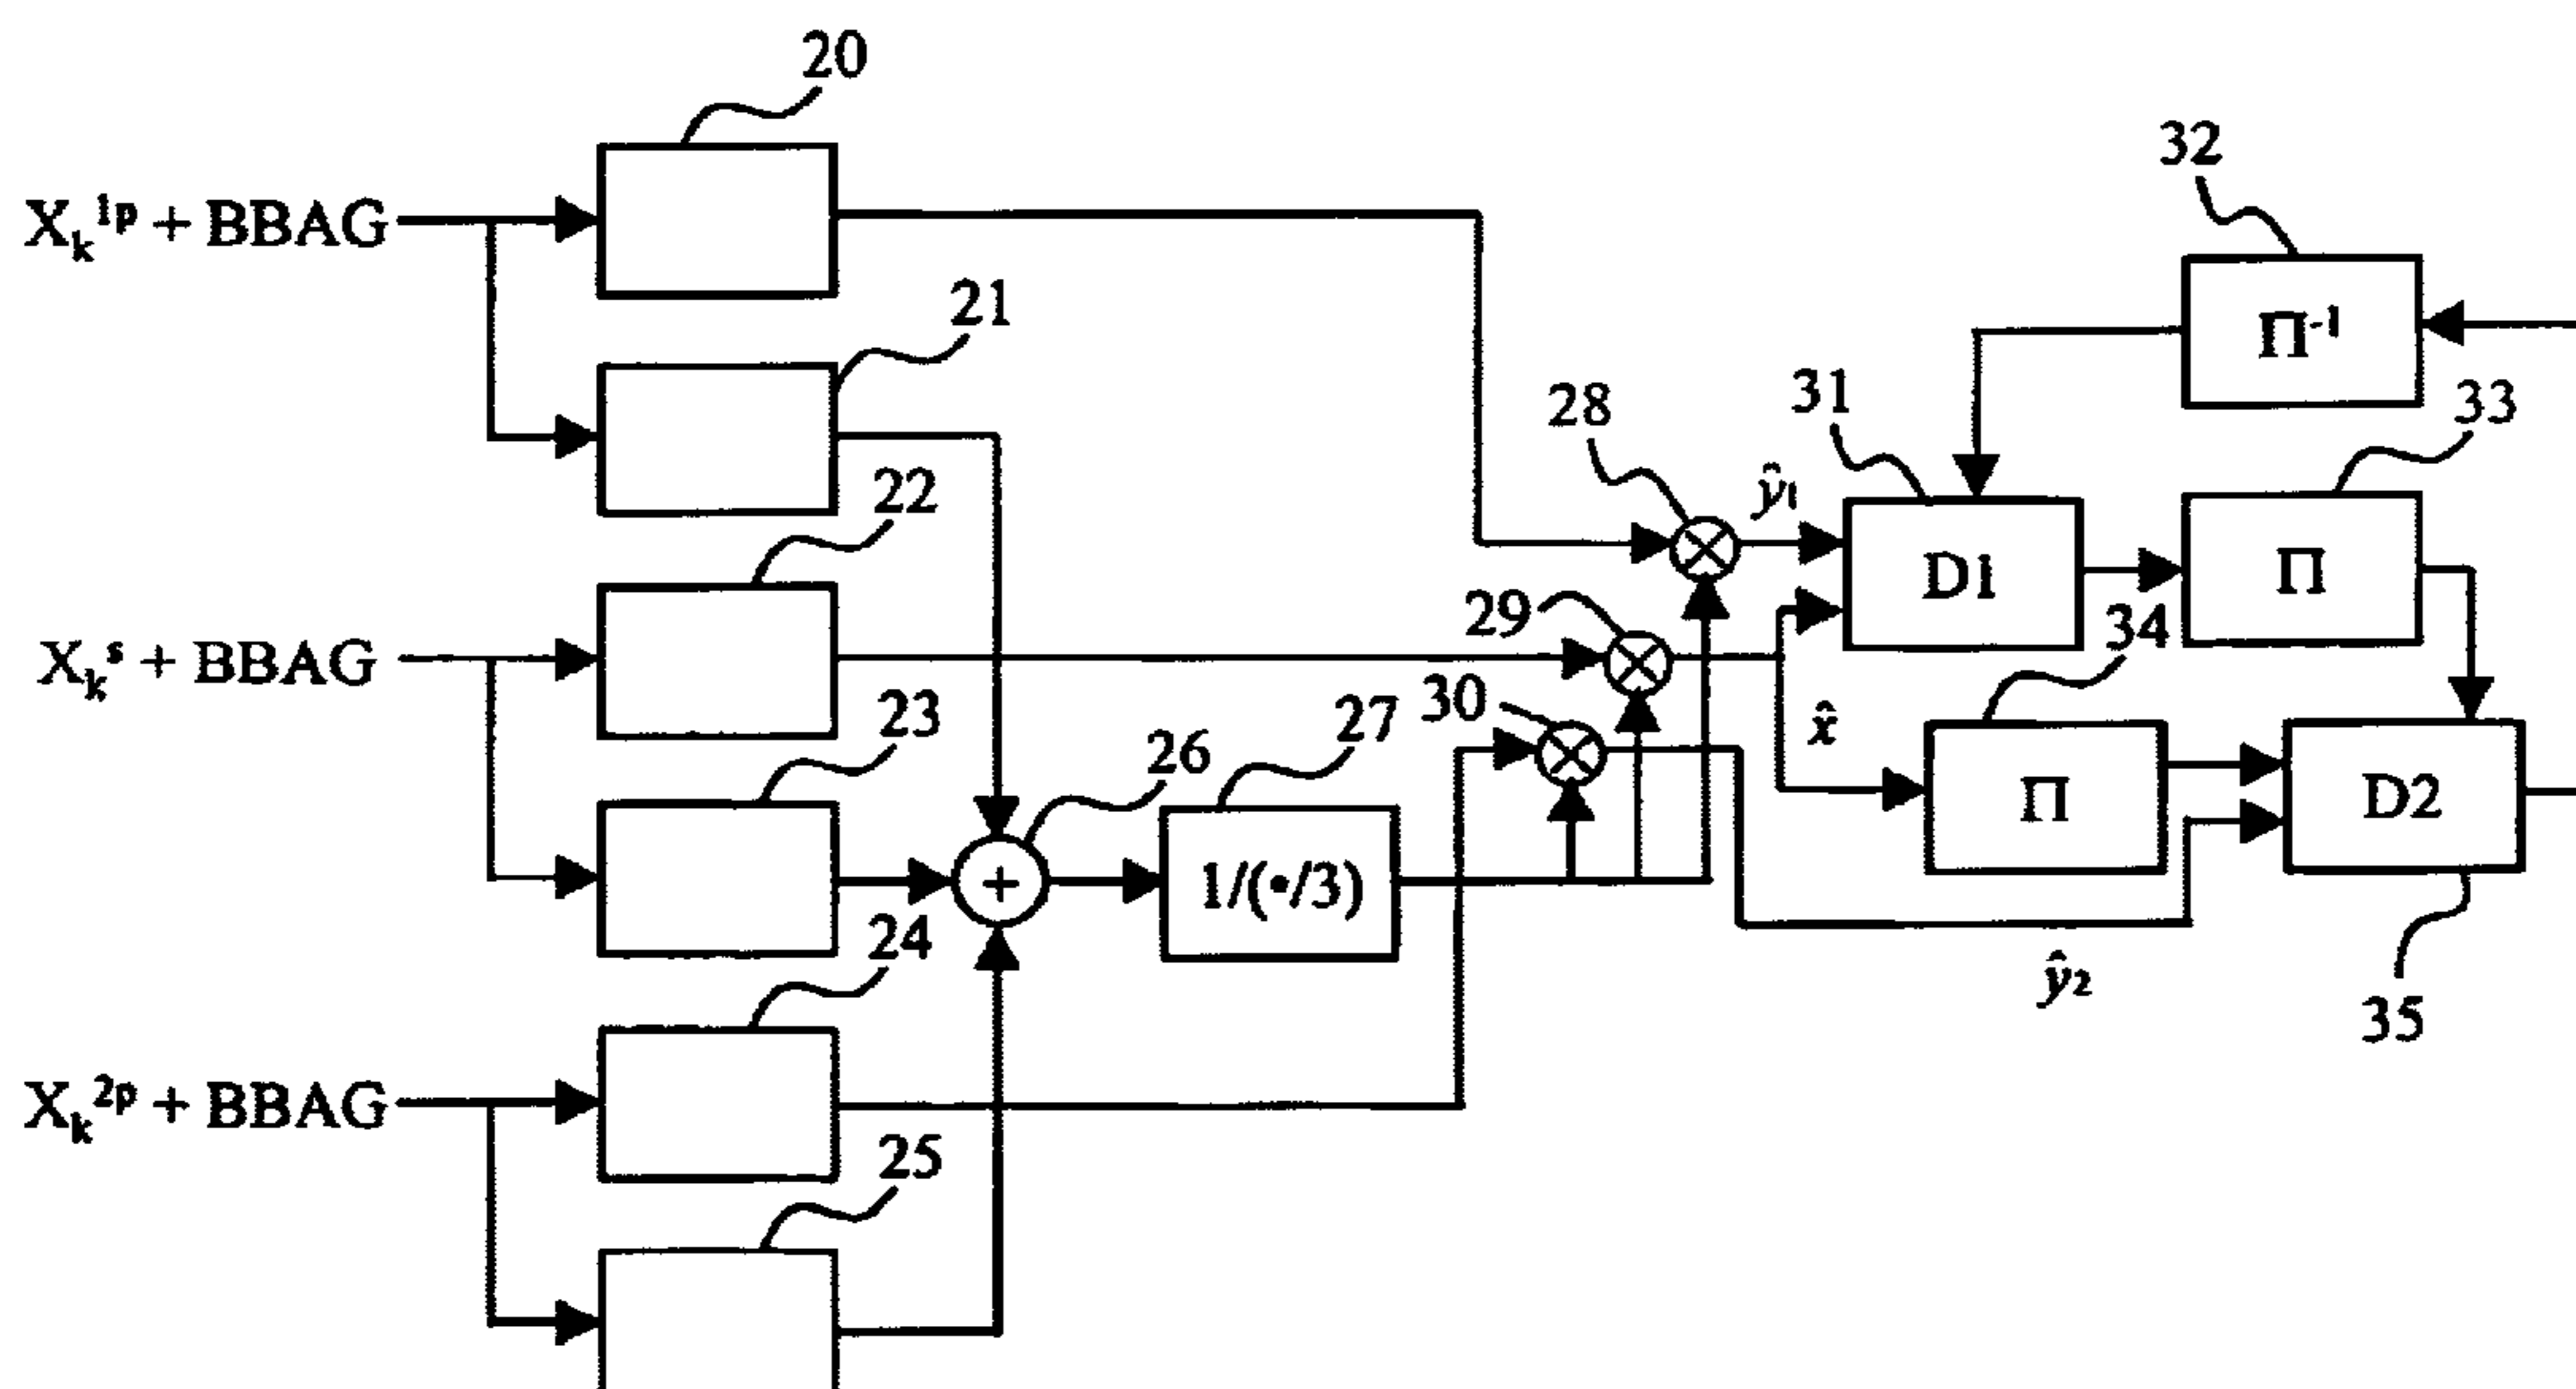 20
32
X_k^1p + BBAG
21
Π^-1
31
33
28
ŷ1
22
D1
Π
29
34
X_k^s + BBAG
30
23
27
x̂
26
Π
D2
1/(•/3)
+
24
ŷ2
35
X_k^2p + BBAG
25